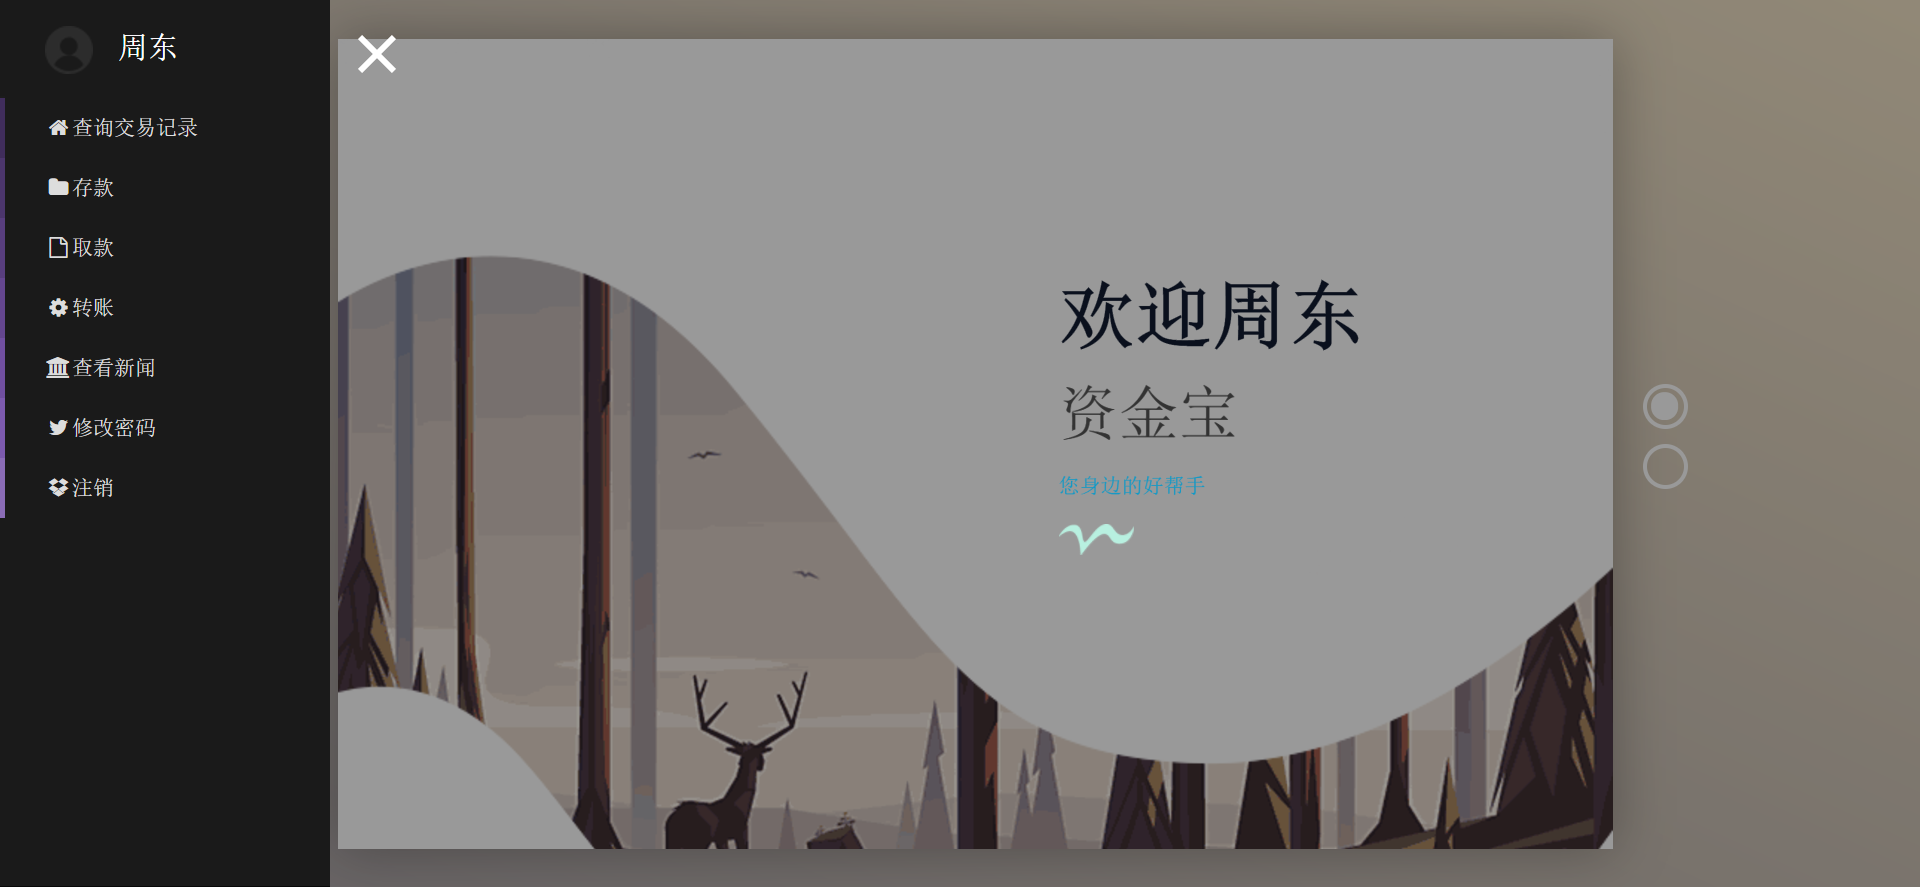 周东
查询交易记录
存款
取款
转账
查看新闻
修改密码
注销
欢迎周东
资金宝
您身边的好帮手